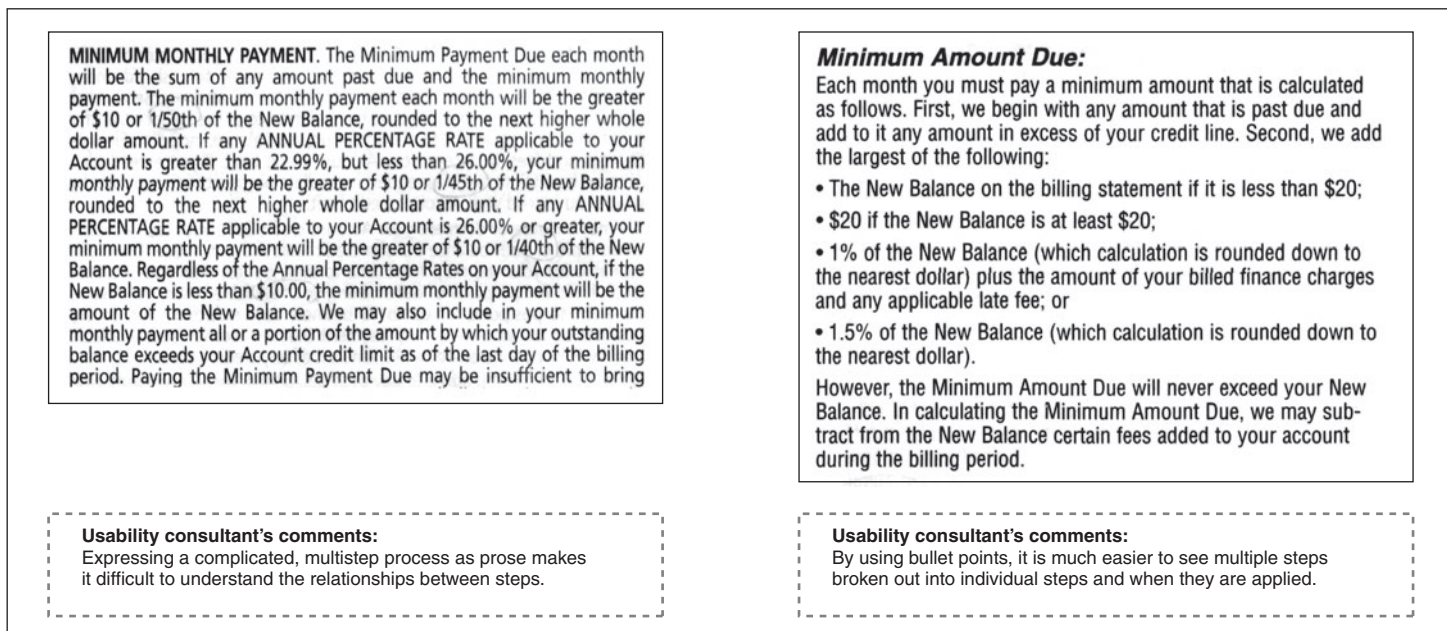 MINIMUM MONTHLY PAYMENT. The Minimum Payment Due each month
will be the sum of any amount past due and the minimum monthly
payment. The minimum monthly payment each month will be the greater
of $10 or 1/50th of the New Balance, rounded to the next higher whole
dollar amount. If any ANNUAL PERCENTAGE RATE applicable to your
Account is greater than 22.99%, but less than 26.00%, your minimum
monthly payment will be the greater of $10 or 1/45th of the New Balance,
rounded to the next higher whole dollar amount. If any ANNUAL
PERCENTAGE RATE applicable to your Account is 26.00% or greater, your
minimum monthly payment will be the greater of $10 or 1/40th of the New
Balance. Regardless of the Annual Percentage Rates on your Account, if the
New Balance is less than $10.00, the minimum monthly payment will be the
amount of the New Balance. We may also include in your minimum
monthly payment all or a portion of the amount by which your outstanding
balance exceeds your Account credit limit as of the last day of the billing
period. Paying the Minimum Payment Due may be insufficient to bring
Usability consultant's comments:
Expressing a complicated, multistep process as prose makes
it difficult to understand the relationships between steps.
Minimum Amount Due:
Each month you must pay a minimum amount that is calculated
as follows. First, we begin with any amount that is past due and
add to it any amount in excess of your credit line. Second, we add
the largest of the following:
• The New Balance on the billing statement if it is less than $20;
• $20 if the New Balance is at least $20;
• 1% of the New Balance (which calculation is rounded down to
the nearest dollar) plus the amount of your billed finance charges
and any applicable late fee; or
• 1.5% of the New Balance (which calculation is rounded down to
the nearest dollar).
However, the Minimum Amount Due will never exceed your New
Balance. In calculating the Minimum Amount Due, we may sub-
tract from the New Balance certain fees added to your account
during the billing period.
Usability consultant's comments:
By using bullet points, it is much easier to see multiple steps
broken out into individual steps and when they are applied.